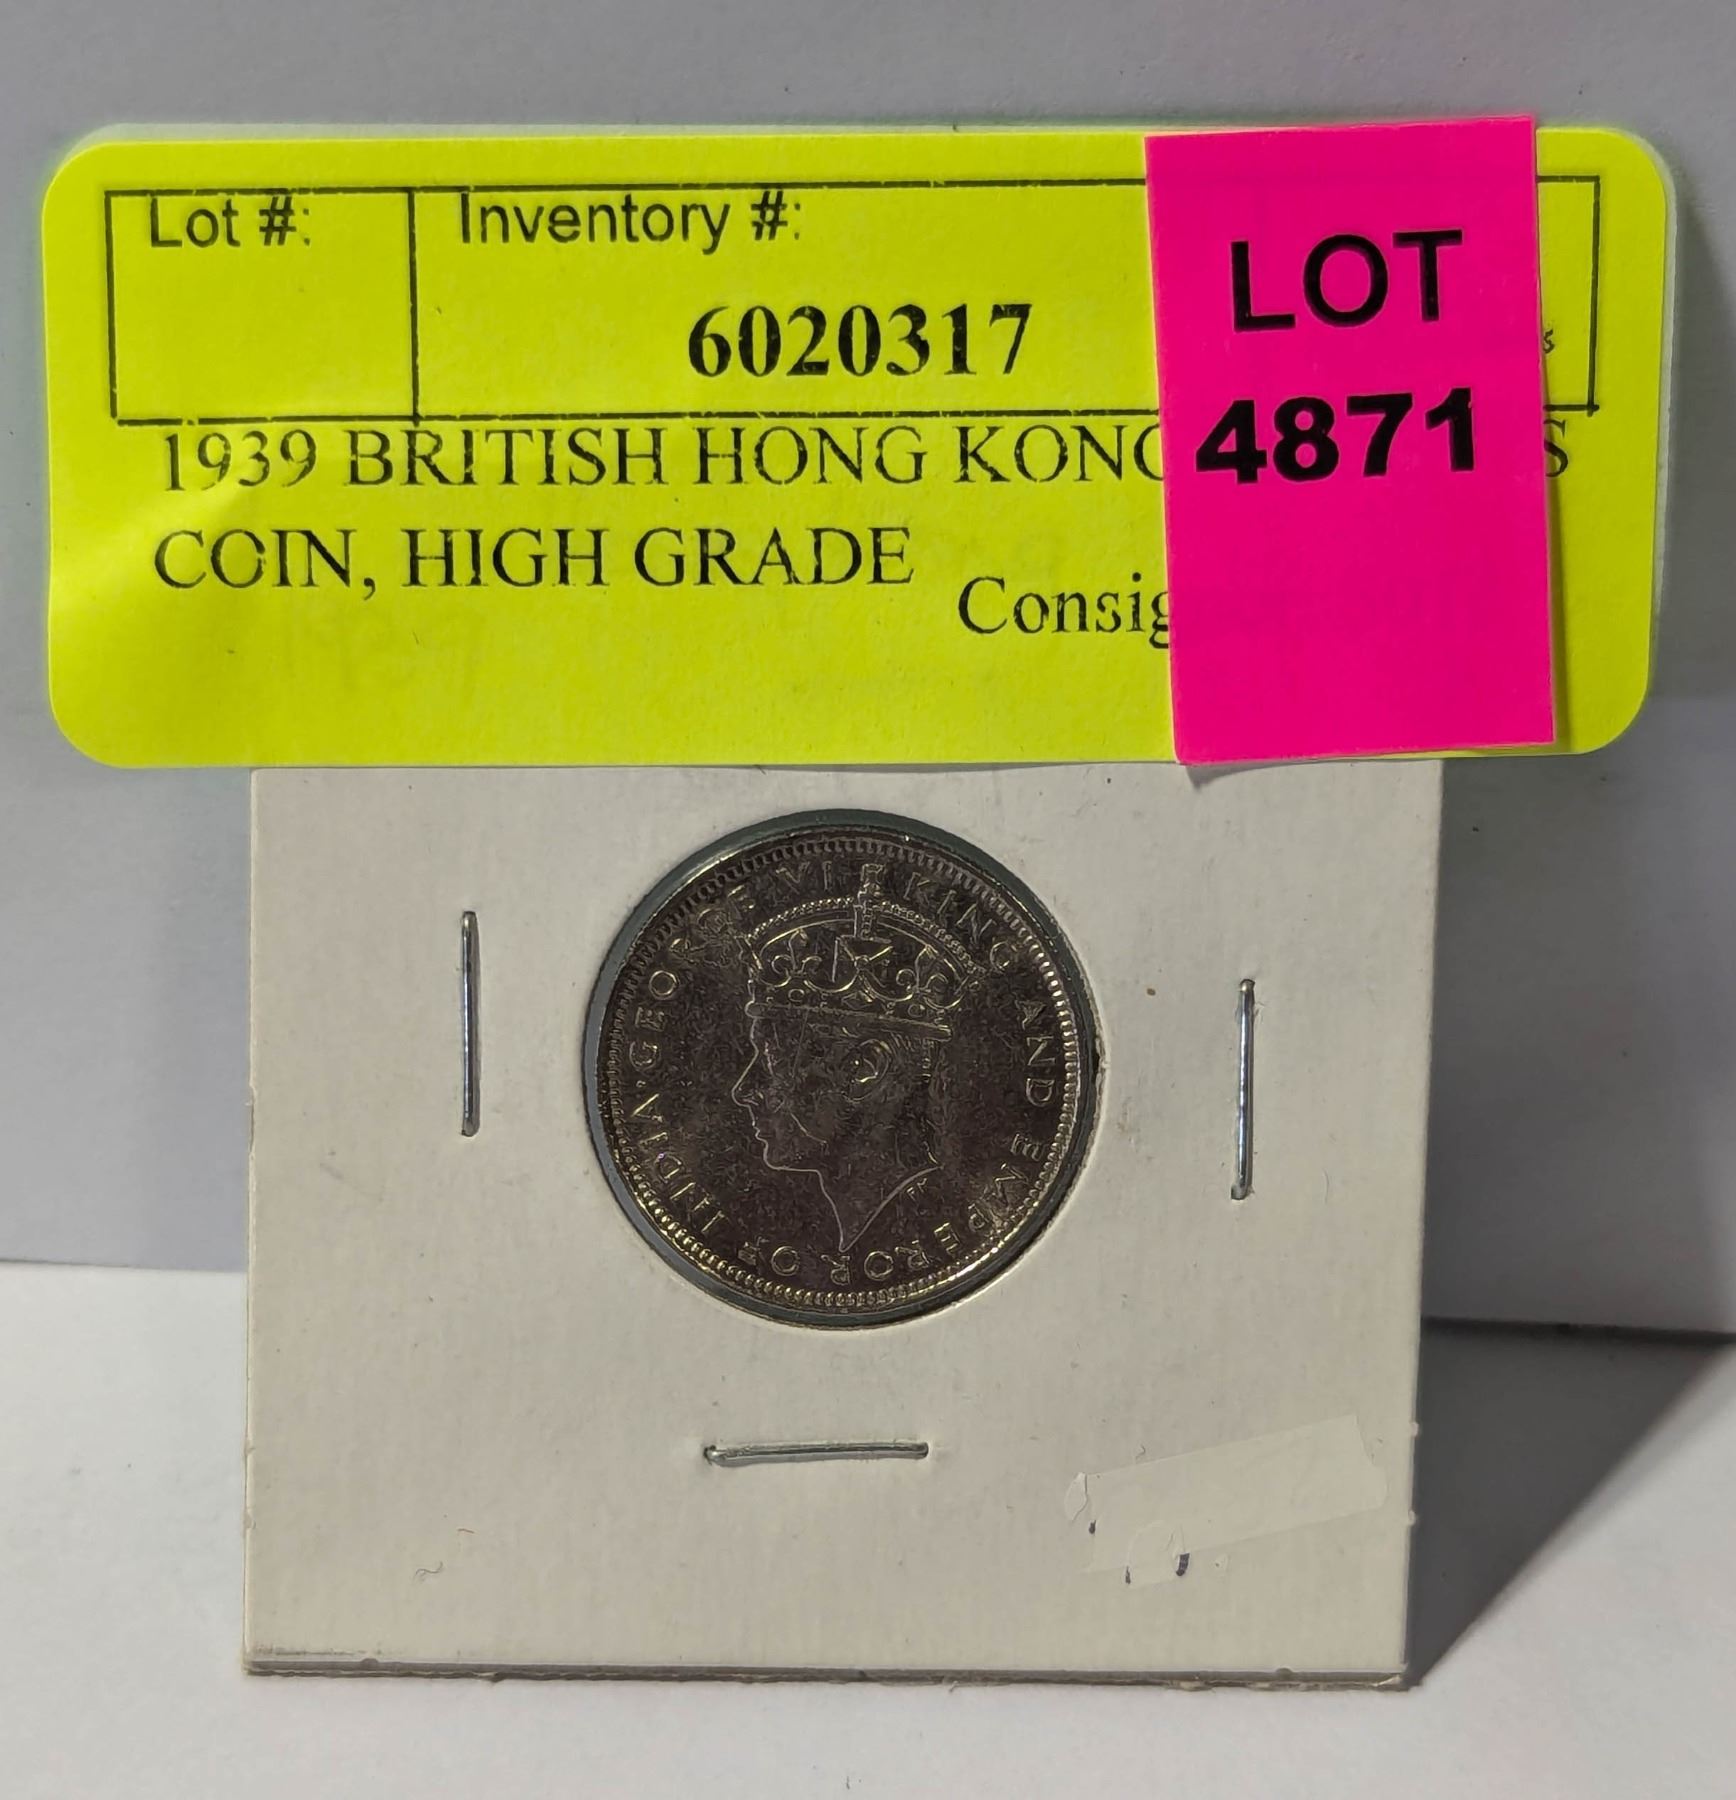 Lot #:
Inventory #:
6020317
LOT
4871
1939 BRITISH HONG KONG
COIN, HIGH GRADE
GEORGE VI KING AND EMPEROR OF INDIA